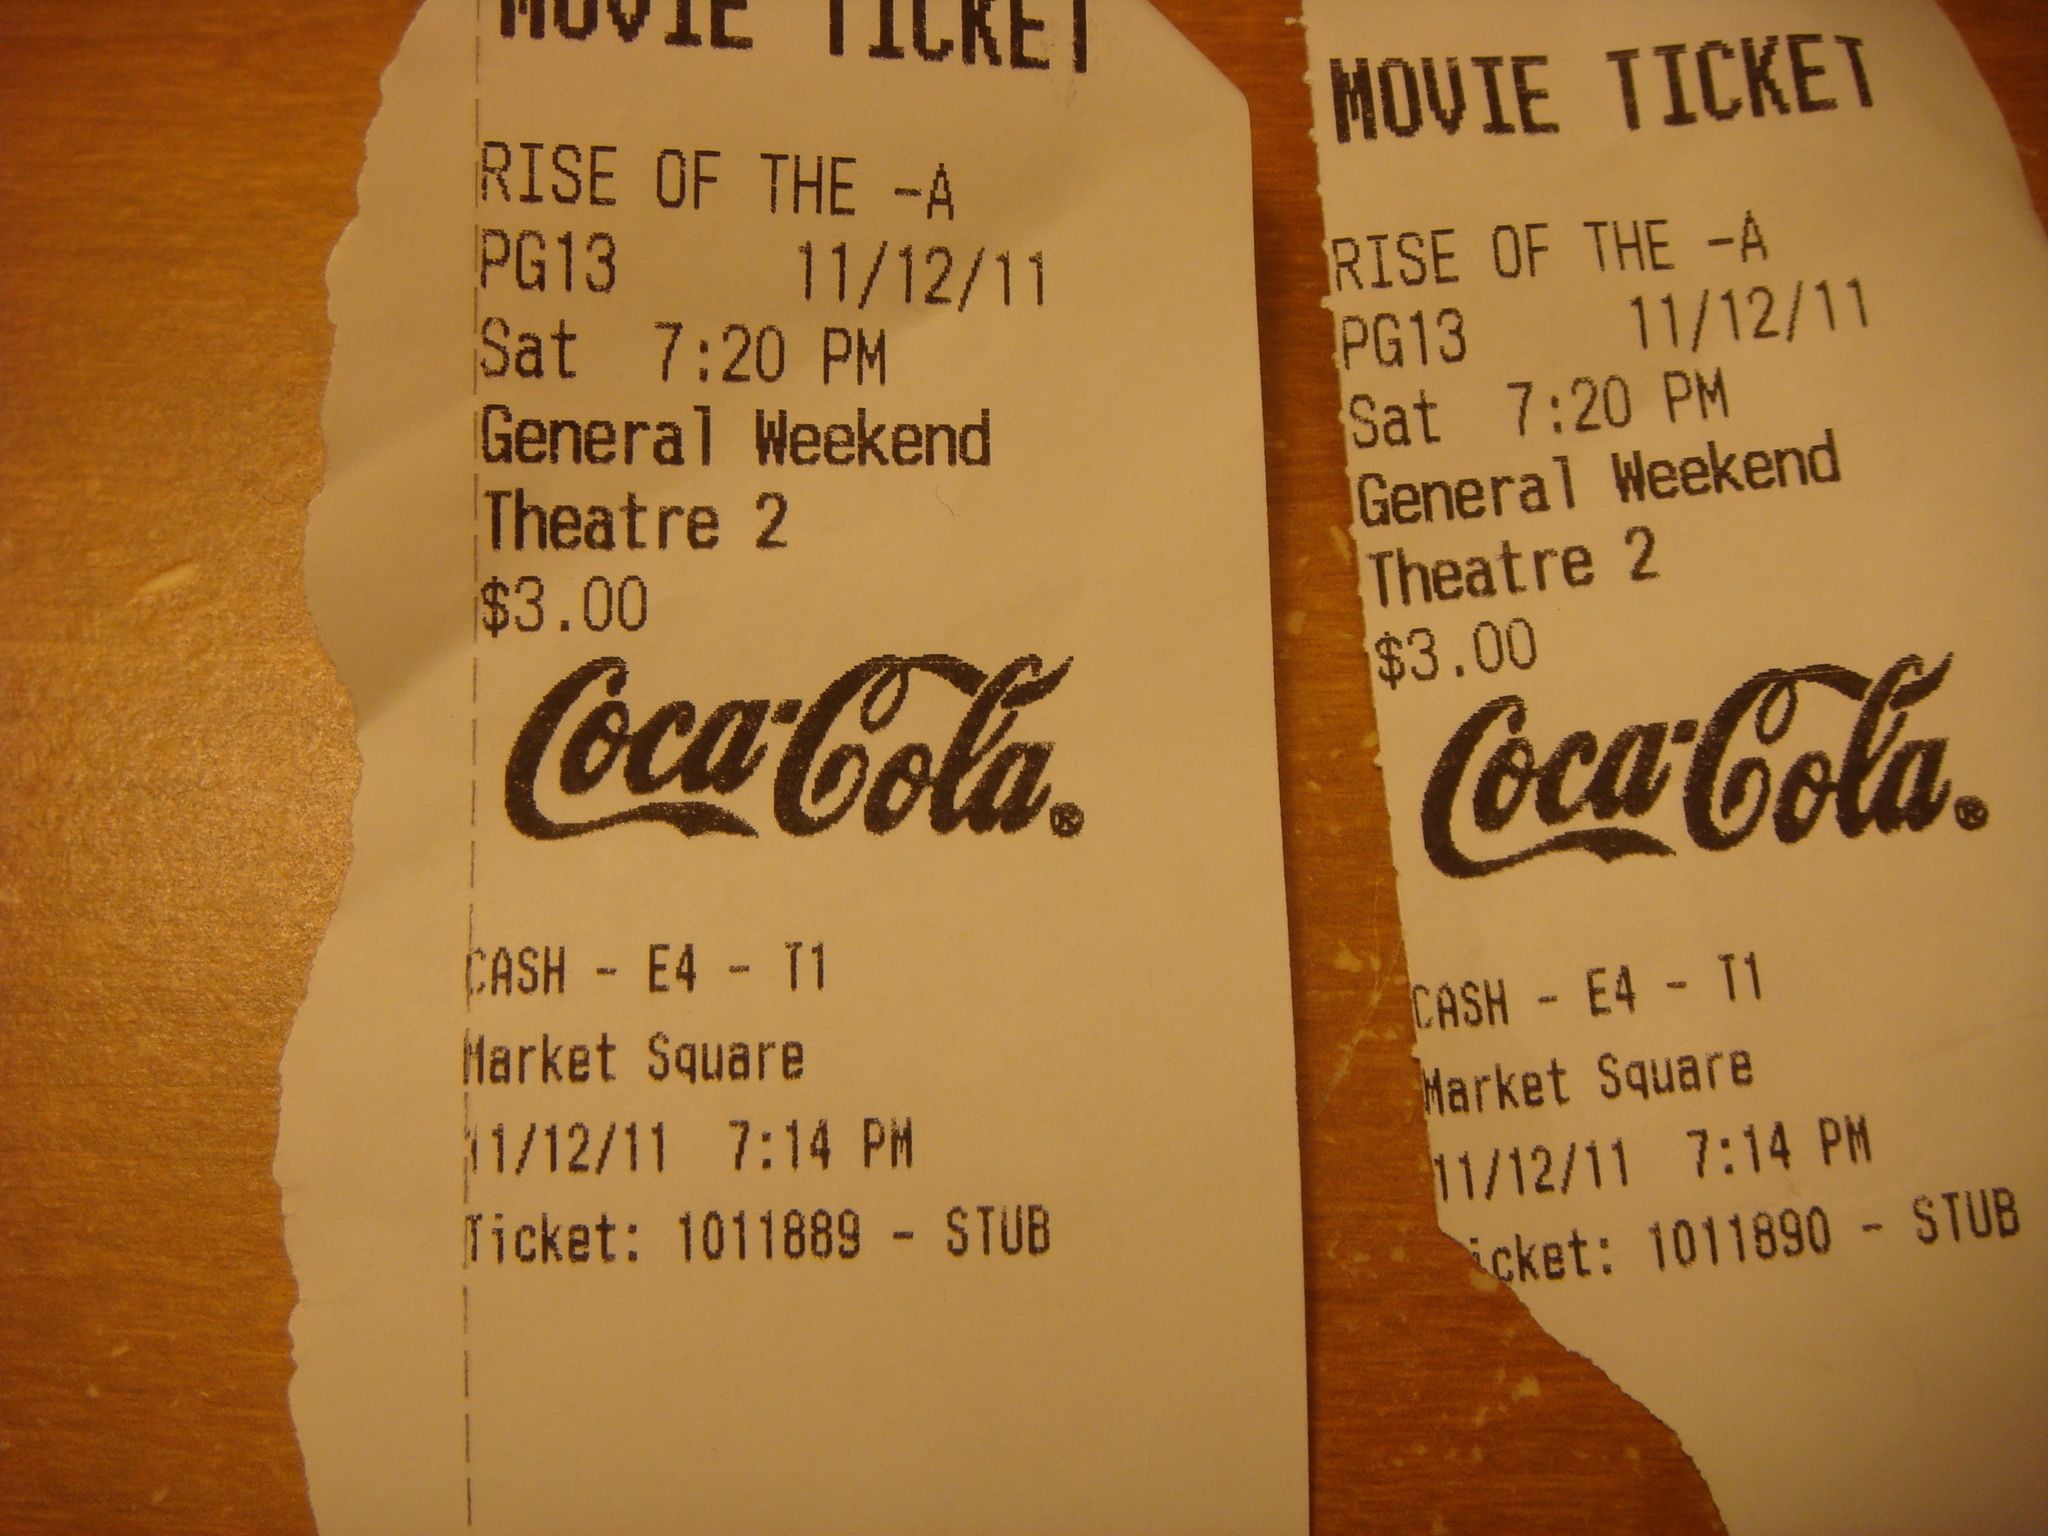 MOVIE TICKET
RISE OF THE -A
PG13 11/12/11
Sat 7:20 PM
General Weekend
Theatre 2
$3.00
Coca-Cola®
CASH - E4 - T1
Market Square
11/12/11 7:14 PM
Ticket: 1011889 - STUB
MOVIE TICKET
RISE OF THE -A
PG13 11/12/11
Sat 7:20 PM
General Weekend
Theatre 2
$3.00
Coca-Cola®
CASH - E4 - T1
Market Square
11/12/11 7:14 PM
icket: 1011890 - STUB